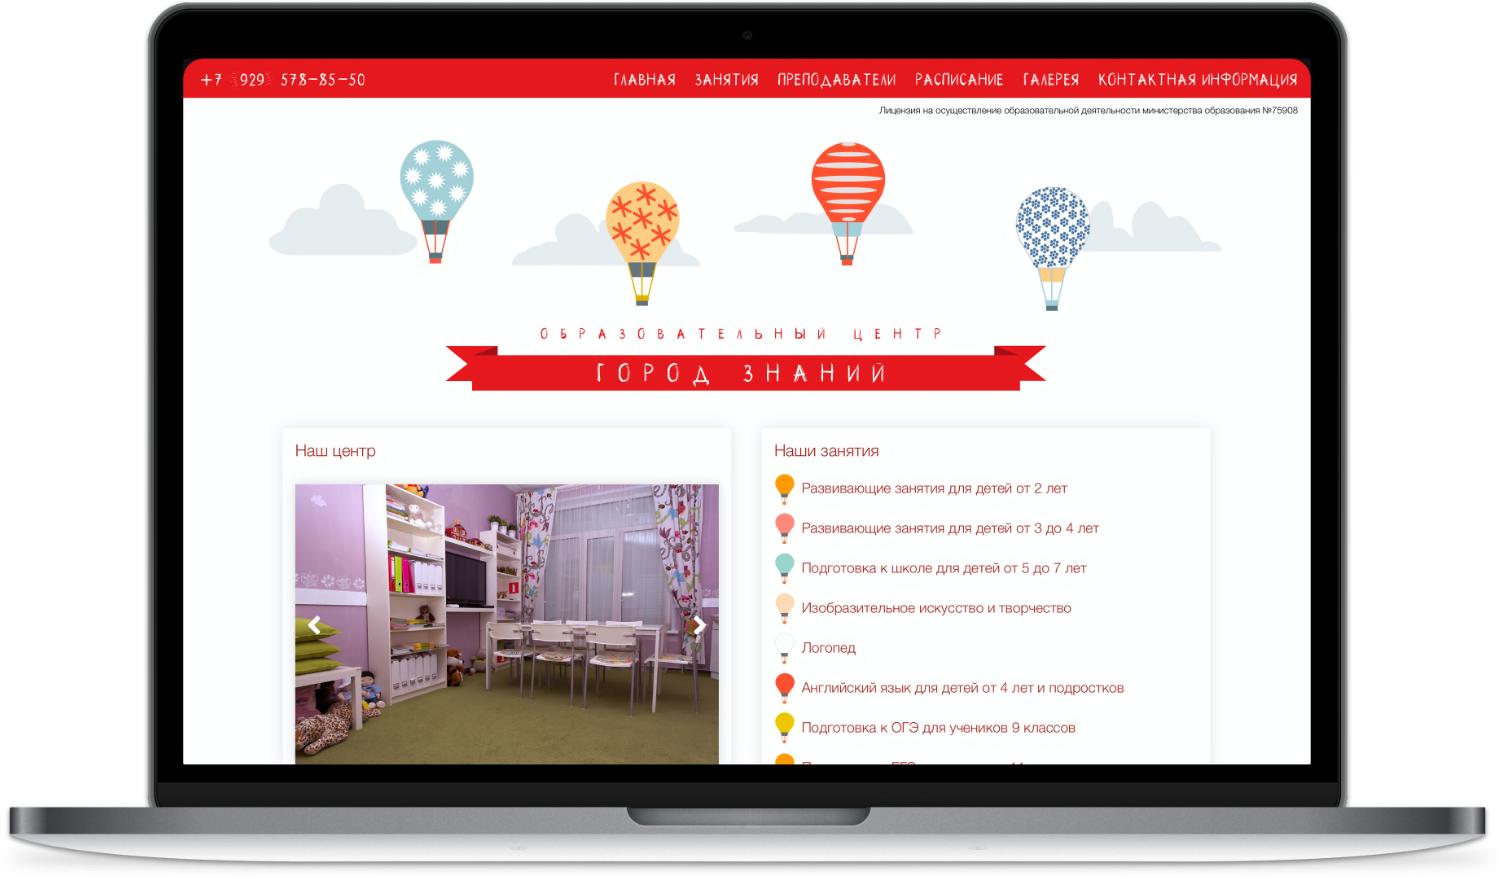 +7 (929) 578-85-50
ГЛАВНАЯ ЗАНЯТИЯ ПРЕПОДАВАТЕЛИ РАСПИСАНИЕ ГАЛЕРЕЯ КОНТАКТНАЯ ИНФОРМАЦИЯ
Лицензия на осуществление образовательной деятельности министерства образования №75908
ОБРАЗОВАТЕЛЬНЫЙ ЦЕНТР
ГОРОД ЗНАНИЙ
Наш центр
Наши занятия
Развивающие занятия для детей от 2 лет
Развивающие занятия для детей от 3 до 4 лет
Подготовка к школе для детей от 5 до 7 лет
Изобразительное искусство и творчество
Логопед
Английский язык для детей от 4 лет и подростков
Подготовка к ОГЭ для учеников 9 классов